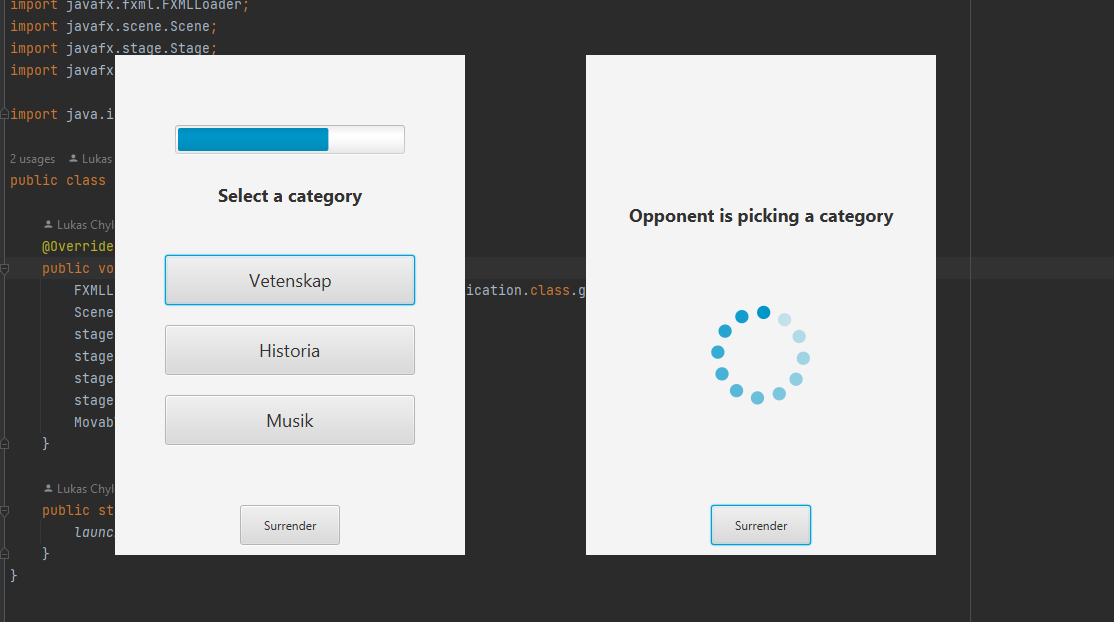 import javafx.fxml.FXMLLoader;
import javafx.scene.Scene;
import javafx.stage.Stage;
import javafx
import java.i
2 usages Lukas
public class
Lukas Chyl
@Override
public vo
FXMLL
ication.class.g
Scene
stage
stage
stage
stage
Movab
}
Lukas Chyl
public st
launc
}
}
Select a category
Vetenskap
Historia
Musik
Surrender
Opponent is picking a category
Surrender